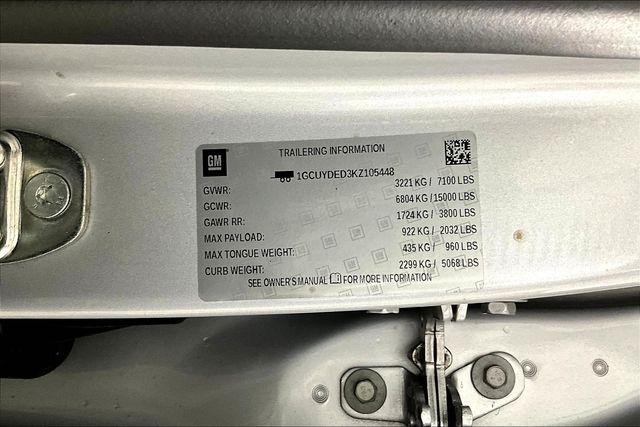 GM
TRAILERING INFORMATION
1GCUYDED3KZ105448
GVWR: 3221 KG / 7100 LBS
GCWR: 6804 KG /15000 LBS
GAWR RR: 1724 KG / 3800 LBS
MAX PAYLOAD: 922 KG / 2032 LBS
MAX TONGUE WEIGHT: 435 KG / 960 LBS
CURB WEIGHT: 2299 KG / 5068 LBS
SEE OWNER'S MANUAL FOR MORE INFORMATION